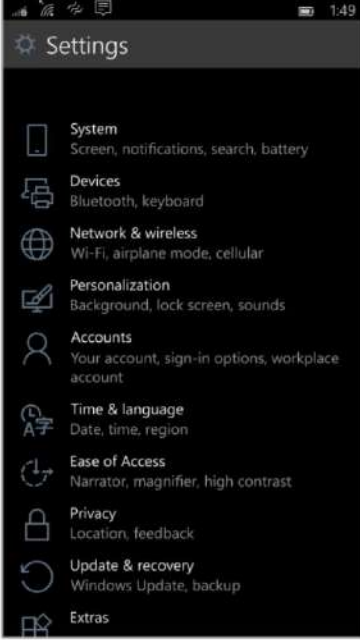 1:49
Settings
System
Screen, notifications, search, battery
Devices
Bluetooth, keyboard
Network & wireless
Wi-Fi, airplane mode, cellular
Personalization
Background, lock screen, sounds
Accounts
Your account, sign-in options, workplace
account
Time & language
Date, time, region
Ease of Access
Narrator, magnifier, high contrast
Privacy
Location, feedback
Update & recovery
Windows Update, backup
Extras